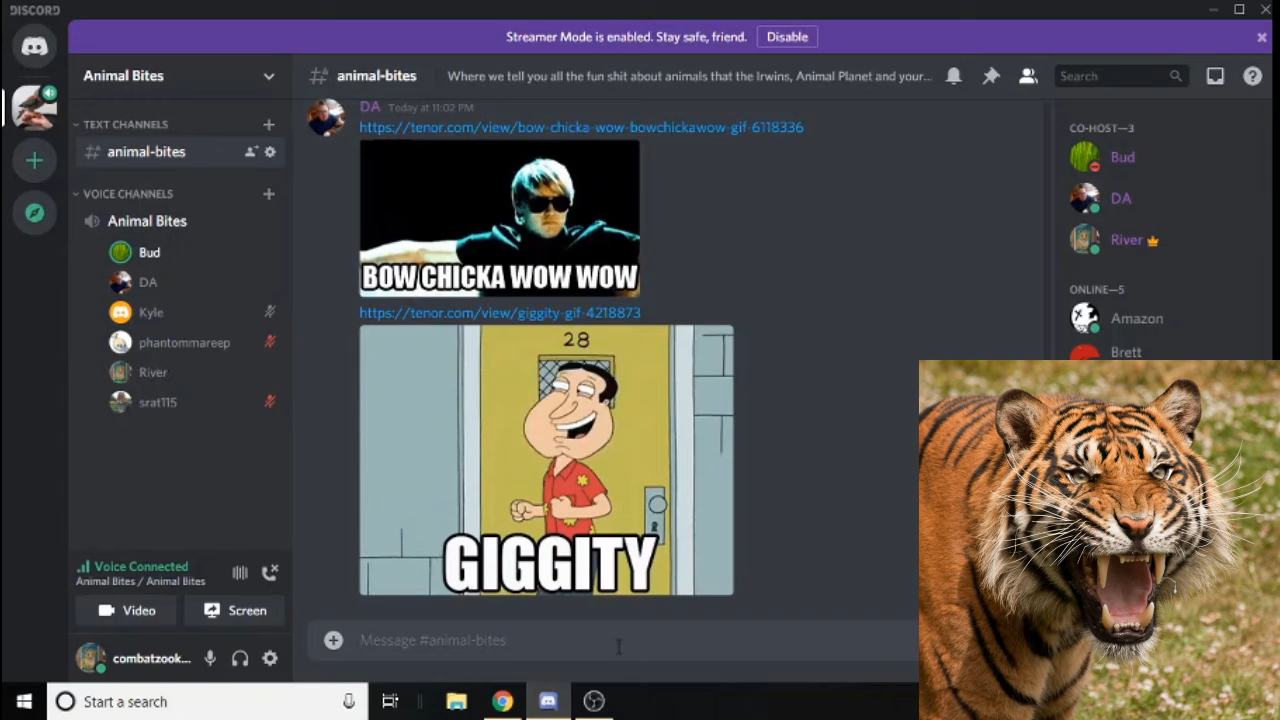 DISCORD
Streamer Mode is enabled. Stay safe, friend.
Disable
Animal Bites
animal-bites
Where we tell you all the fun shit about animals that the Irwins, Animal Planet and your...
Search
TEXT CHANNELS
animal-bites
VOICE CHANNELS
Animal Bites
Bud
DA
Kyle
phantommareep
River
srat115
Voice Connected
Animal Bites / Animal Bites
Video
Screen
combatzook...
DA Today at 11:02 PM
https://tenor.com/view/bow-chicka-wow-bowchickawow-gif-6118336
BOW CHICKA WOW WOW
https://tenor.com/view/giggity-gif-4218873
28
GIGGITY
Message #animal-bites
CO-HOST—3
Bud
DA
River
ONLINE—5
Amazon
Brett
Start a search